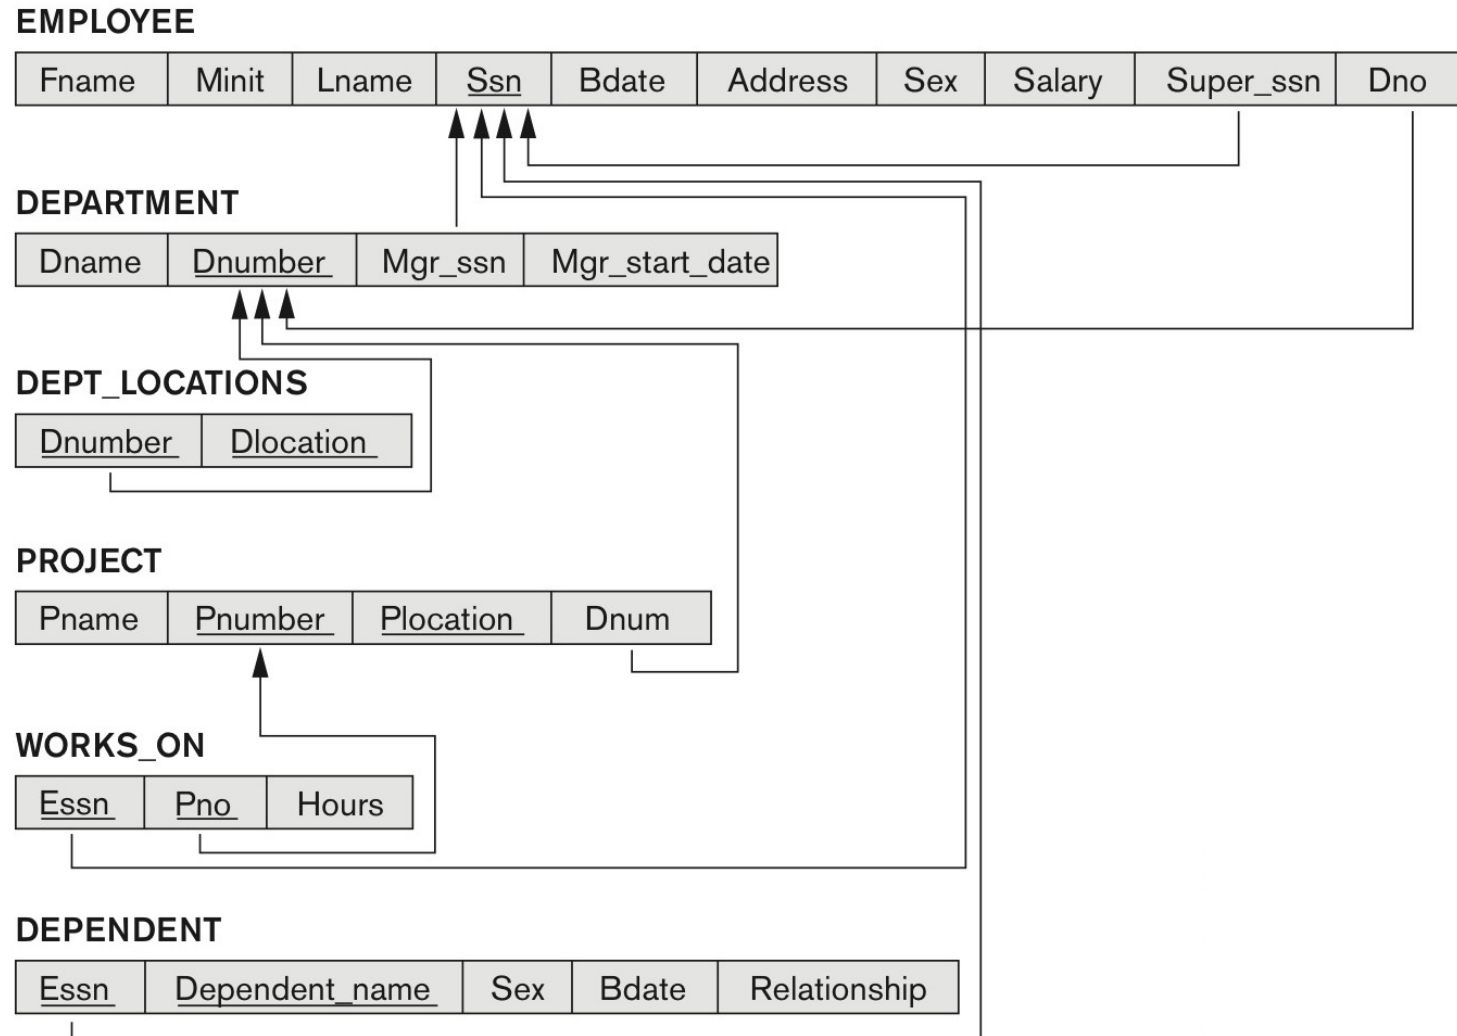 EMPLOYEE
Fname Minit Lname Ssn Bdate Address Sex Salary Super_ssn Dno
DEPARTMENT
Dname Dnumber Mgr_ssn Mgr_start_date
DEPT_LOCATIONS
Dnumber Dlocation
PROJECT
Pname Pnumber Plocation Dnum
WORKS_ON
Essn Pno Hours
DEPENDENT
Essn Dependent_name Sex Bdate Relationship